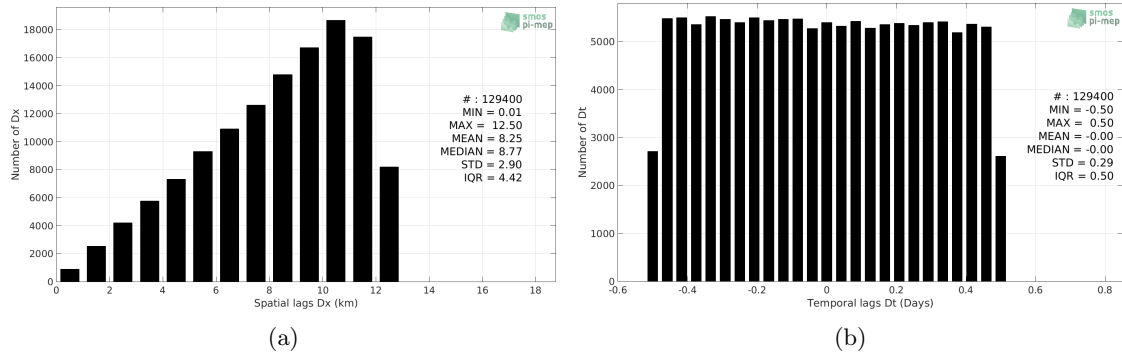 smos
pi-mep
18000
16000
14000
12000
10000
8000
6000
4000
2000
0
Number of Dx
# : 129400
MIN = 0.01
MAX = 12.50
MEAN = 8.25
MEDIAN = 8.77
STD = 2.90
IQR = 4.42
0 2 4 6 8 10 12 14 16 18
Spatial lags Dx (km)
(a)
smos
pi-mep
5000
4000
3000
2000
1000
0
Number of Dt
# : 129400
MIN = -0.50
MAX = 0.50
MEAN = -0.00
MEDIAN = -0.00
STD = 0.29
IQR = 0.50
-0.6 -0.4 -0.2 0 0.2 0.4 0.6 0.8
Temporal lags Dt (Days)
(b)